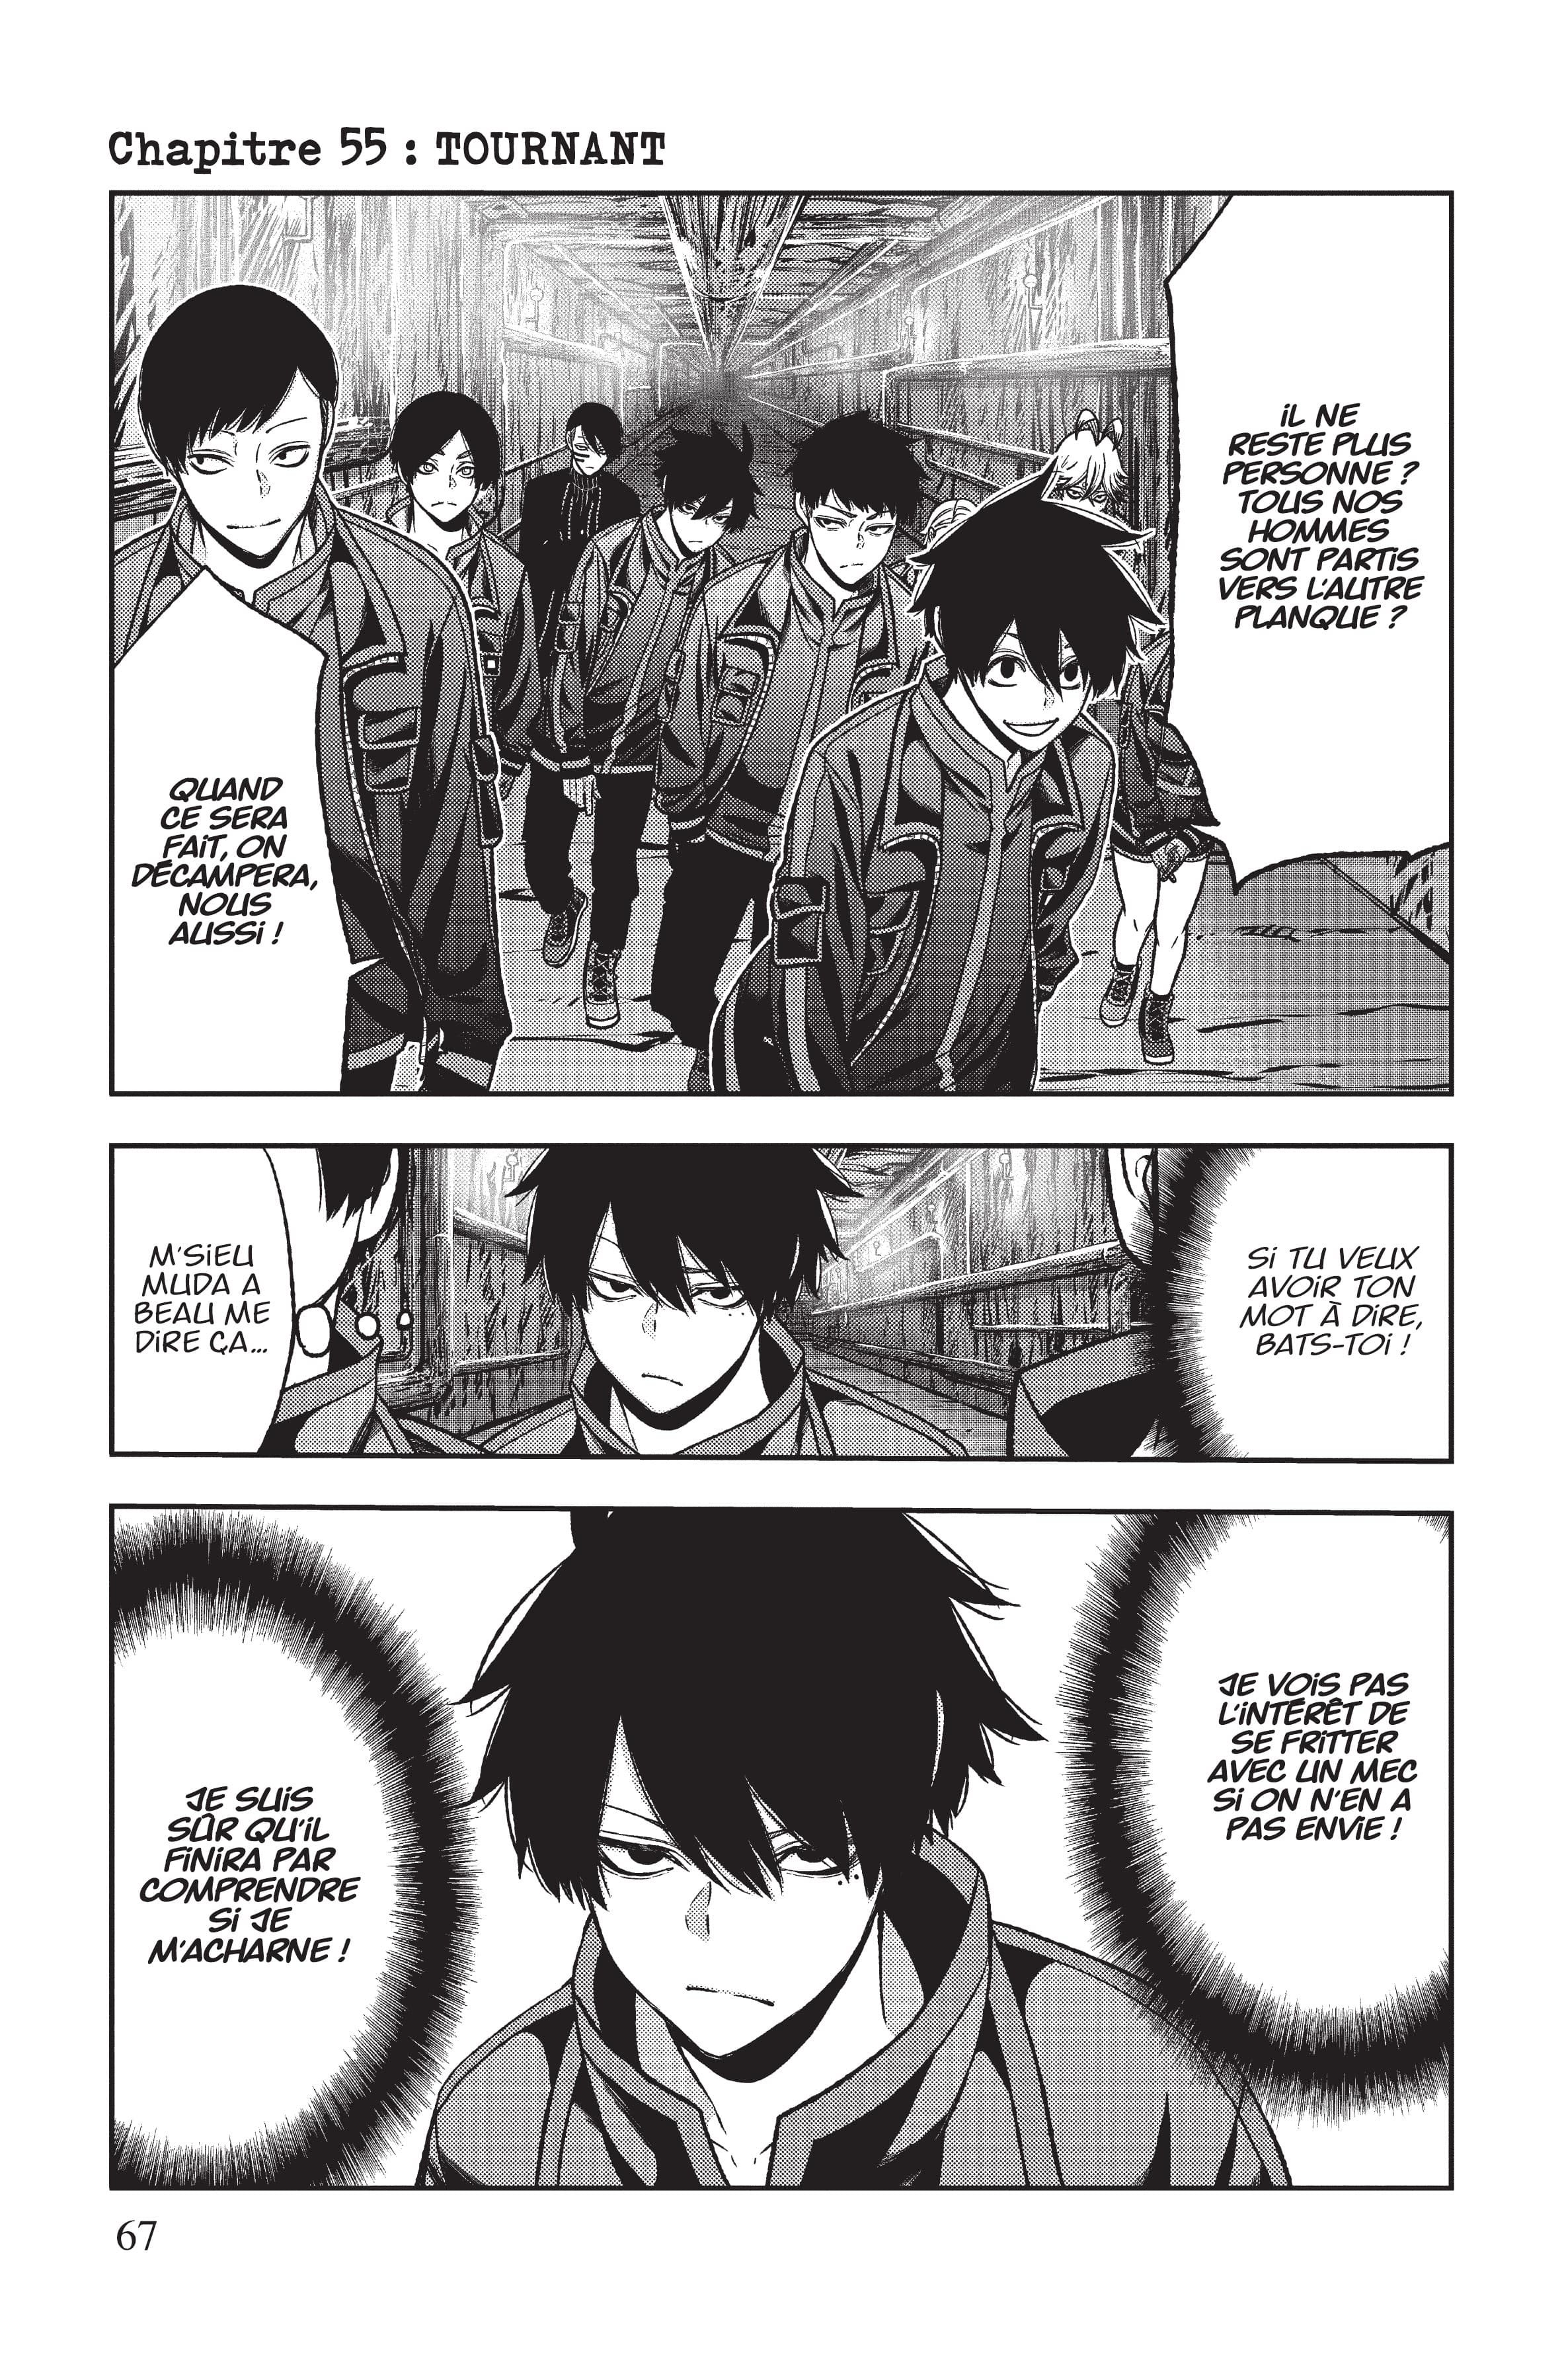 Chapitre 55 : TOURNANT
IL NE
RESTE PLUS
PERSONNE ?
TOUS NOS
HOMMES
SONT PARTIS
VERS L'AUTRE
PLANQUE ?
QUAND
CE SERA
FAIT, ON
DÉCAMPERA,
NOUS
AUSSI !
SI TU VEUX
AVOIR TON
MOT À DIRE,
BATS-TOI !
M'SIEU
MUDA A
BEAU ME
DIRE ÇA...
JE VOIS PAS
L'INTÉRÊT DE
SE FRITTER
AVEC UN MEC
SI ON N'EN A
PAS ENVIE !
JE SUIS
SÛR QU'IL
FINIRA PAR
COMPRENDRE
SI JE
M'ACHARNE !
67